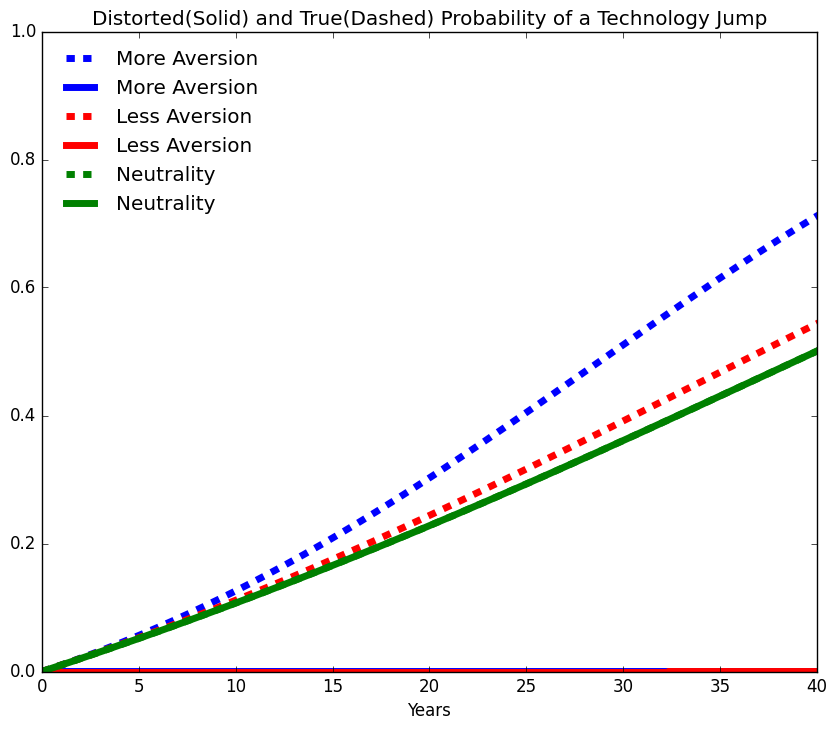 Distorted(Solid) and True(Dashed) Probability of a Technology Jump
1.0
More Aversion
More Aversion
Less Aversion
0.8
Less Aversion
Neutrality
Neutrality
0.6
0.4
0.2
0.0
0 5 10 15 20 25 30 35 40
Years